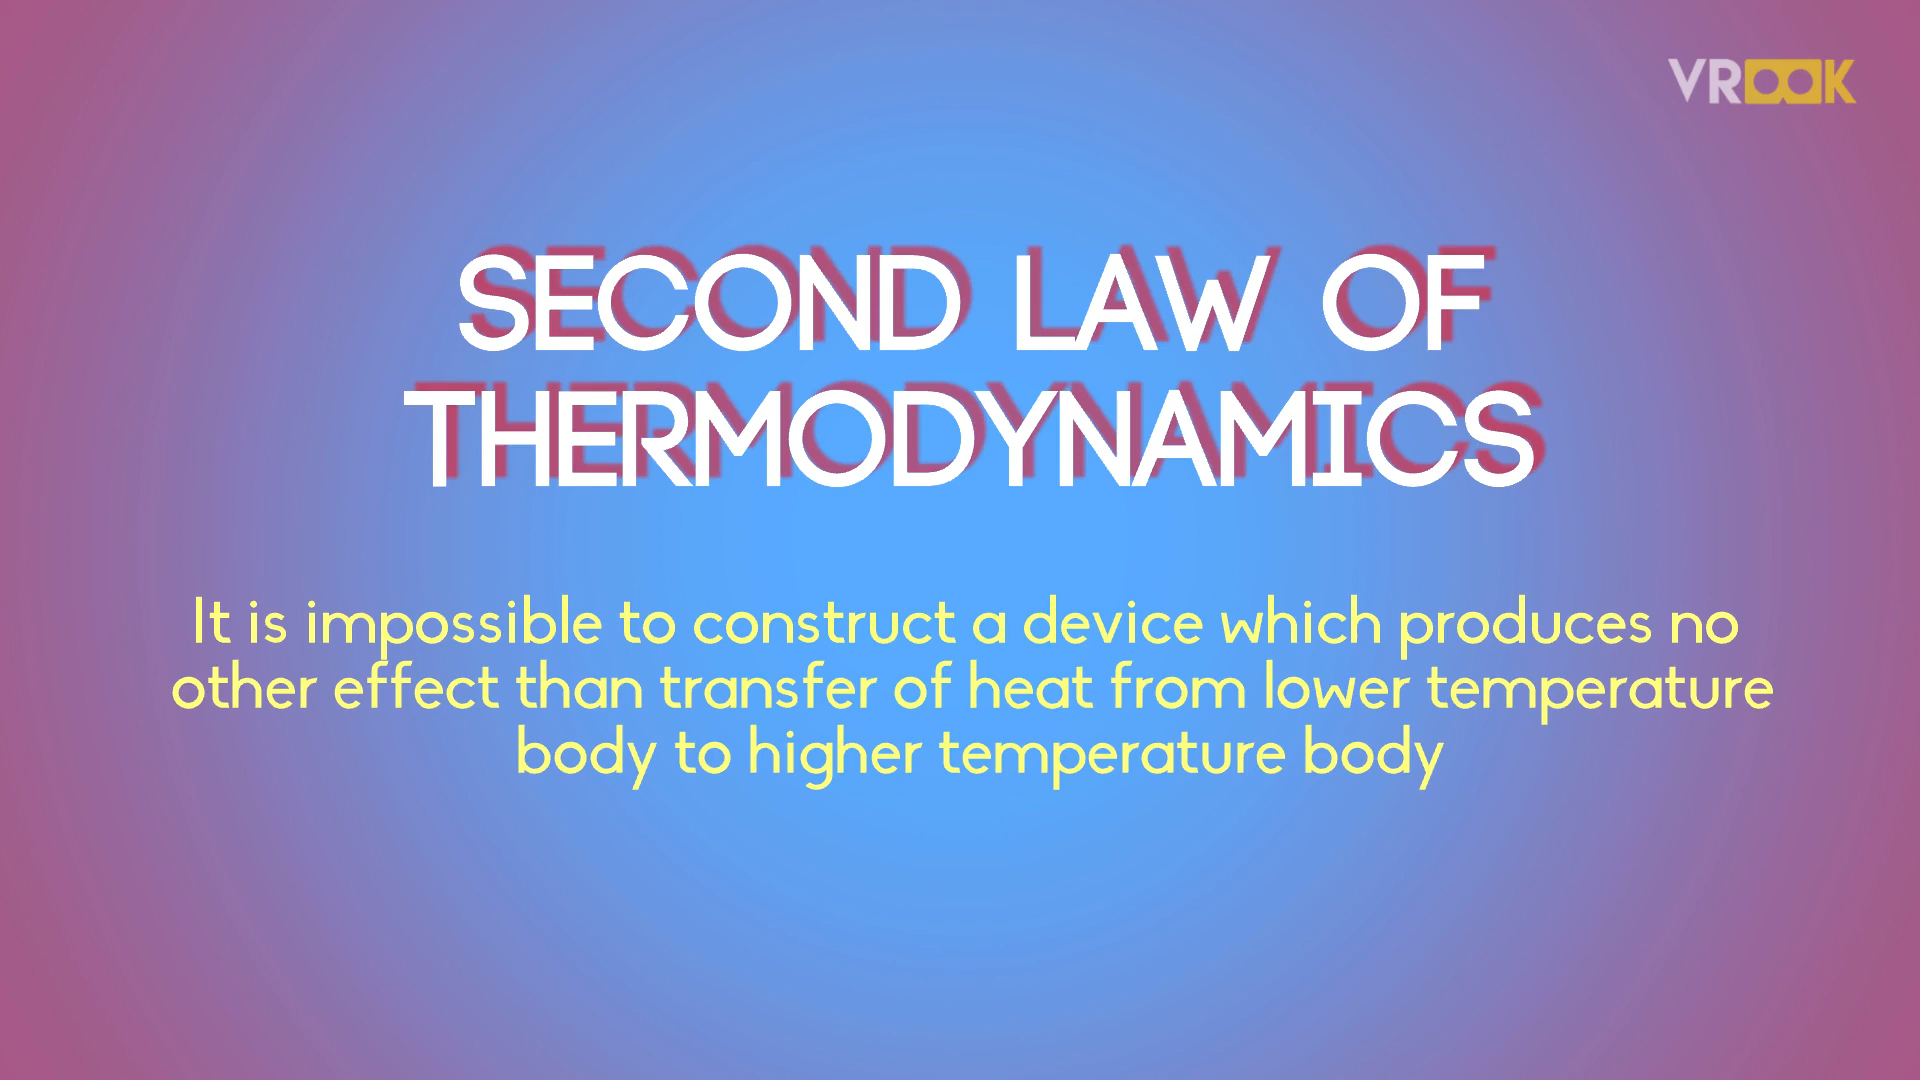 VROOK
SECOND LAW OF
THERMODYNAMICS
It is impossible to construct a device which produces no
other effect than transfer of heat from lower temperature
body to higher temperature body